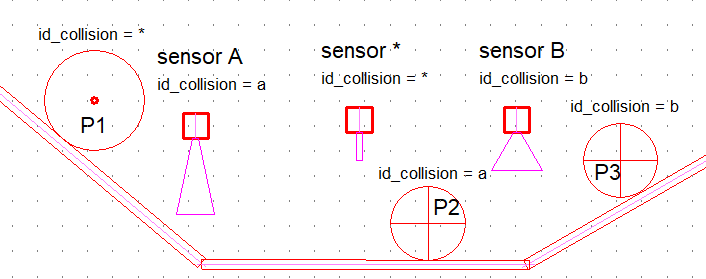 id_collision = *
P1
sensor A
id_collision = a
sensor *
id_collision = *
sensor B
id_collision = b
id_collision = b
P3
id_collision = a
P2